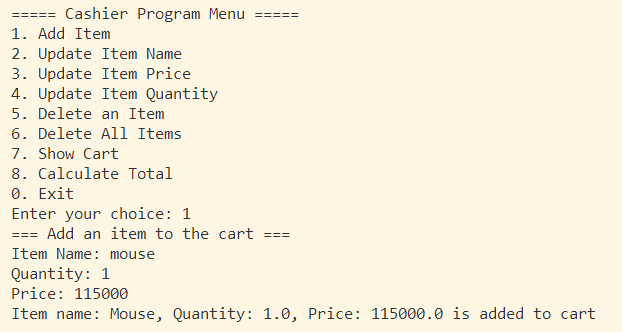 ===== Cashier Program Menu =====
1. Add Item
2. Update Item Name
3. Update Item Price
4. Update Item Quantity
5. Delete an Item
6. Delete All Items
7. Show Cart
8. Calculate Total
0. Exit
Enter your choice: 1
=== Add an item to the cart ===
Item Name: mouse
Quantity: 1
Price: 115000
Item name: Mouse, Quantity: 1.0, Price: 115000.0 is added to cart